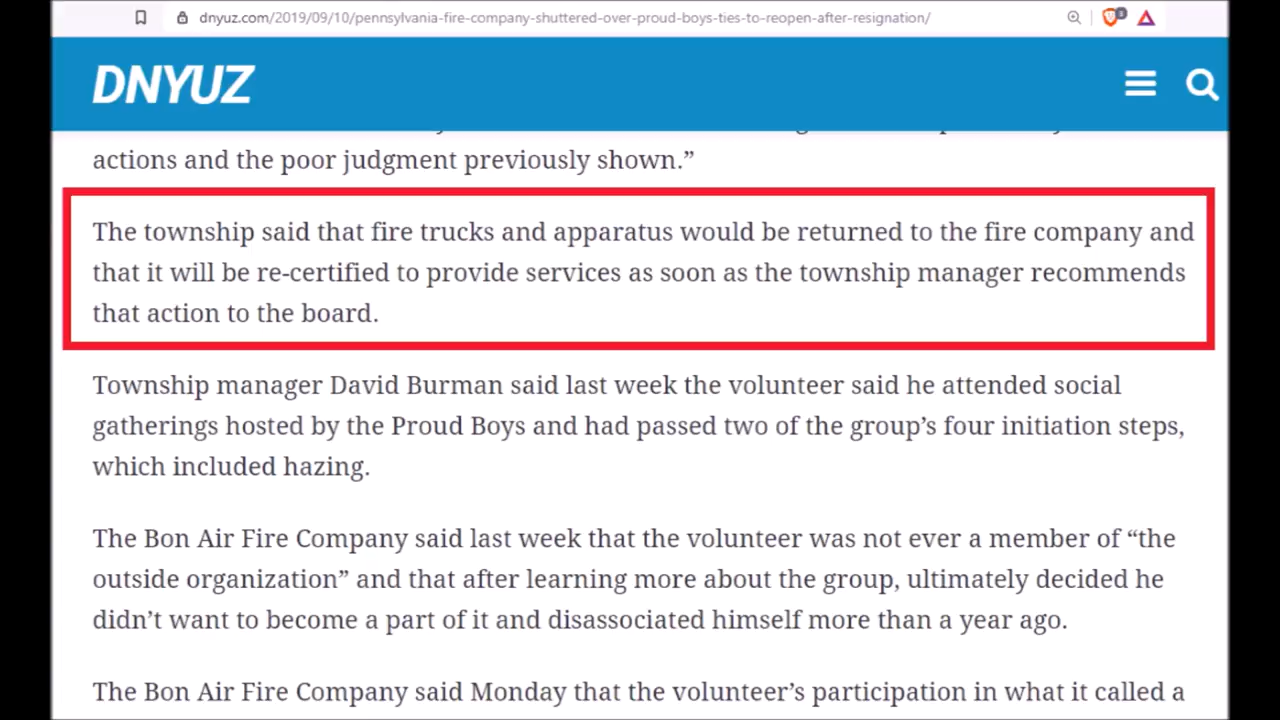 dnyuz.com/2019/09/10/pennsylvania-fire-company-shuttered-over-proud-boys-ties-to-reopen-after-resignation/
DNYUZ
actions and the poor judgment previously shown.”
The township said that fire trucks and apparatus would be returned to the fire company and
that it will be re-certified to provide services as soon as the township manager recommends
that action to the board.
Township manager David Burman said last week the volunteer said he attended social
gatherings hosted by the Proud Boys and had passed two of the group’s four initiation steps,
which included hazing.
The Bon Air Fire Company said last week that the volunteer was not ever a member of “the
outside organization” and that after learning more about the group, ultimately decided he
didn’t want to become a part of it and disassociated himself more than a year ago.
The Bon Air Fire Company said Monday that the volunteer’s participation in what it called a